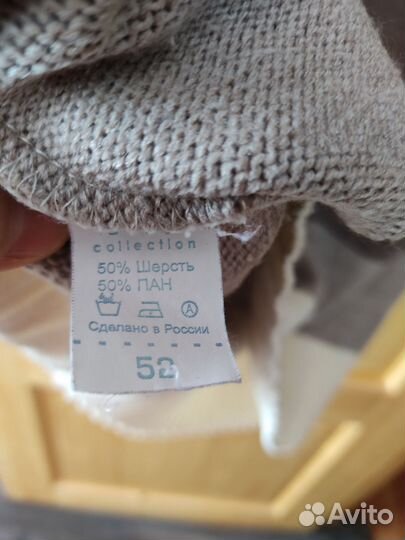 collection
50% Шерсть
50% ПАН
A
Сделано в России
52
Avito